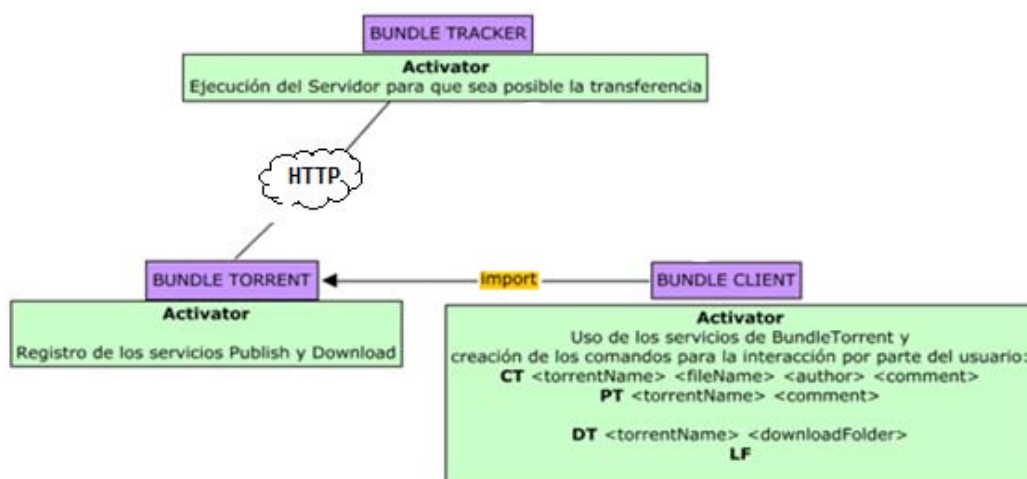 BUNDLE TRACKER
Activator
Ejecución del Servidor para que sea posible la transferencia
HTTP
BUNDLE TORRENT
import
BUNDLE CLIENT
Activator
Registro de los servicios Publish y Download
Activator
Uso de los servicios de BundleTorrent y
creación de los comandos para la interacción por parte del usuario:
CT <torrentName> <fileName> <author> <comment>
PT <torrentName> <comment>
DT <torrentName> <downloadFolder>
LF